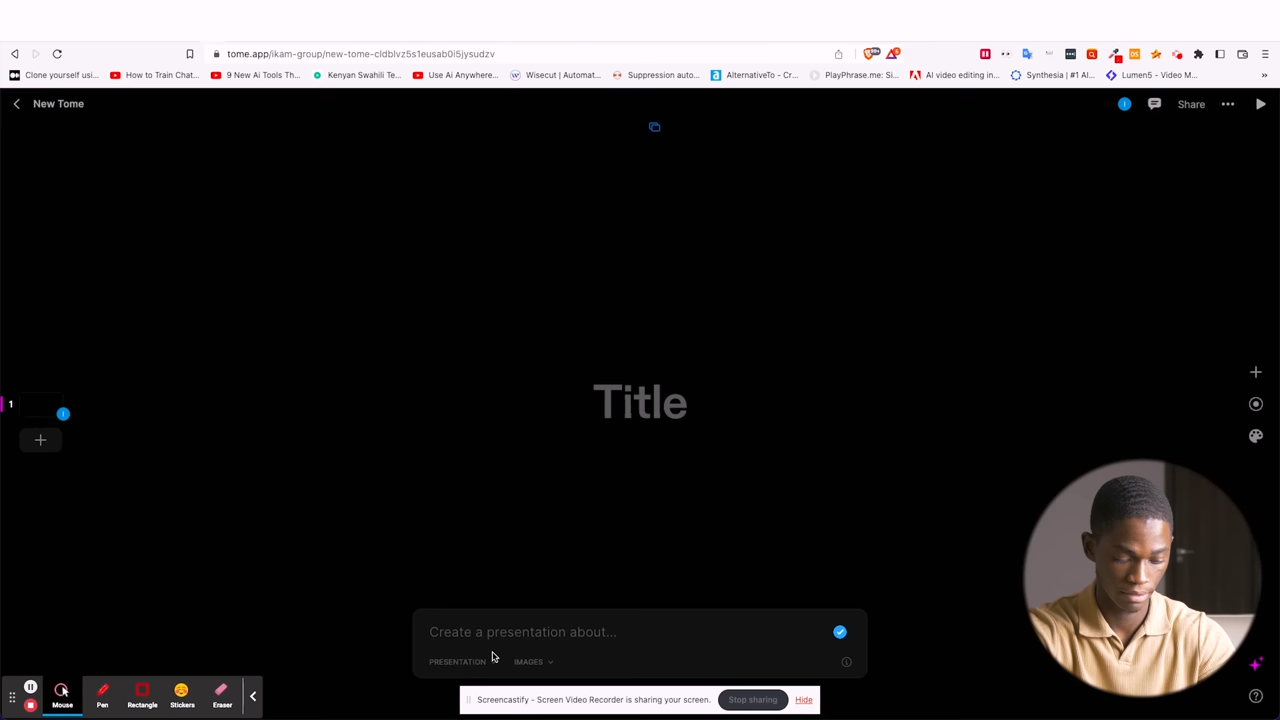 tome.app/ikam-group/new-tome-cldblvz5s1eusab0i5jysudzv
Clone yourself usi... How to Train Chat... 9 New Ai Tools Th... Kenyan Swahili Te... Use Ai Anywhere... Wisecut | Automat... Suppression auto... AlternativeTo - Cr... PlayPhrase.me: Si... AI video editing in... Synthesia | #1 AI... Lumen5 - Video M...
New Tome
Share
Title
1
Create a presentation about...
PRESENTATION IMAGES
Screencastify - Screen Video Recorder is sharing your screen. Stop sharing Hide
Mouse Pen Rectangle Stickers Eraser